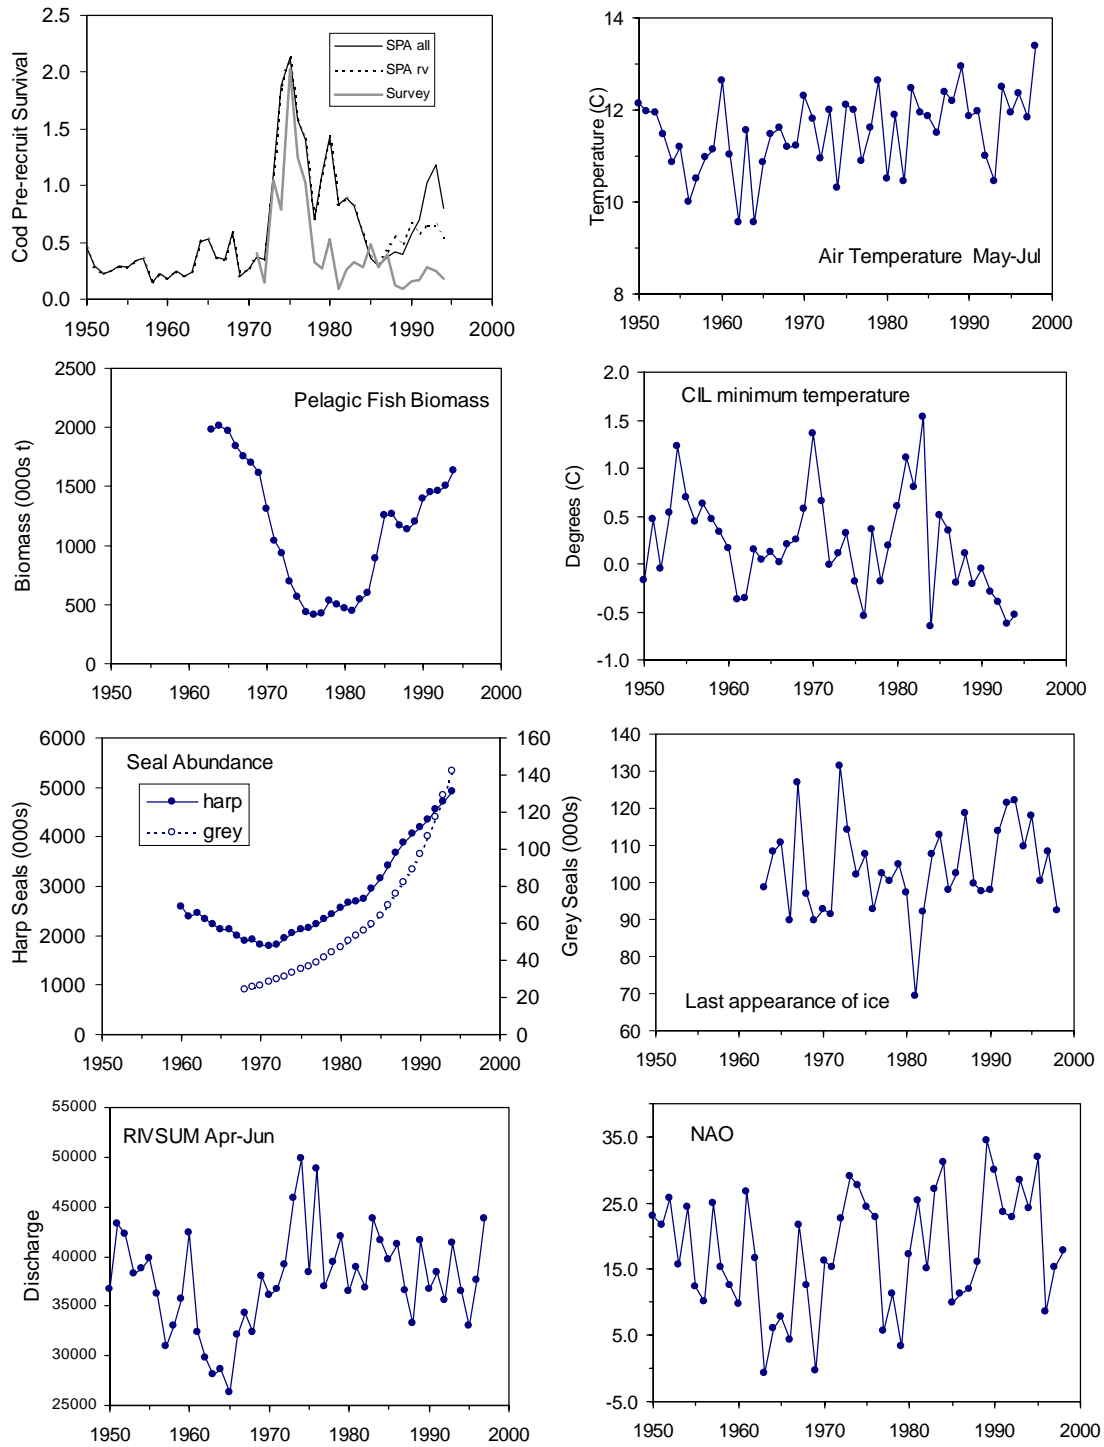 Cod Pre-recruit Survival
2.5
2.0
1.5
1.0
0.5
0.0
SPA all
SPA rv
Survey
1950 1960 1970 1980 1990 2000
Temperature (C)
14
12
10
8
Air Temperature May-Jul
1950 1960 1970 1980 1990 2000
Biomass (000s t)
2500
2000
1500
1000
500
0
Pelagic Fish Biomass
1950 1960 1970 1980 1990 2000
Degrees (C)
2.0
1.5
1.0
0.5
0.0
-0.5
-1.0
CIL minimum temperature
1950 1960 1970 1980 1990 2000
Harp Seals (000s)
6000
5000
4000
3000
2000
1000
0
Seal Abundance
harp
grey
160
140
120
100
80
60
40
20
0
Grey Seals (000s)
1950 1960 1970 1980 1990 2000
140
130
120
110
100
90
80
70
60
Last appearance of ice
1950 1960 1970 1980 1990 2000
Discharge
55000
50000
45000
40000
35000
30000
25000
RIVSUM Apr-Jun
1950 1960 1970 1980 1990 2000
35.0
25.0
15.0
5.0
-5.0
NAO
1950 1960 1970 1980 1990 2000